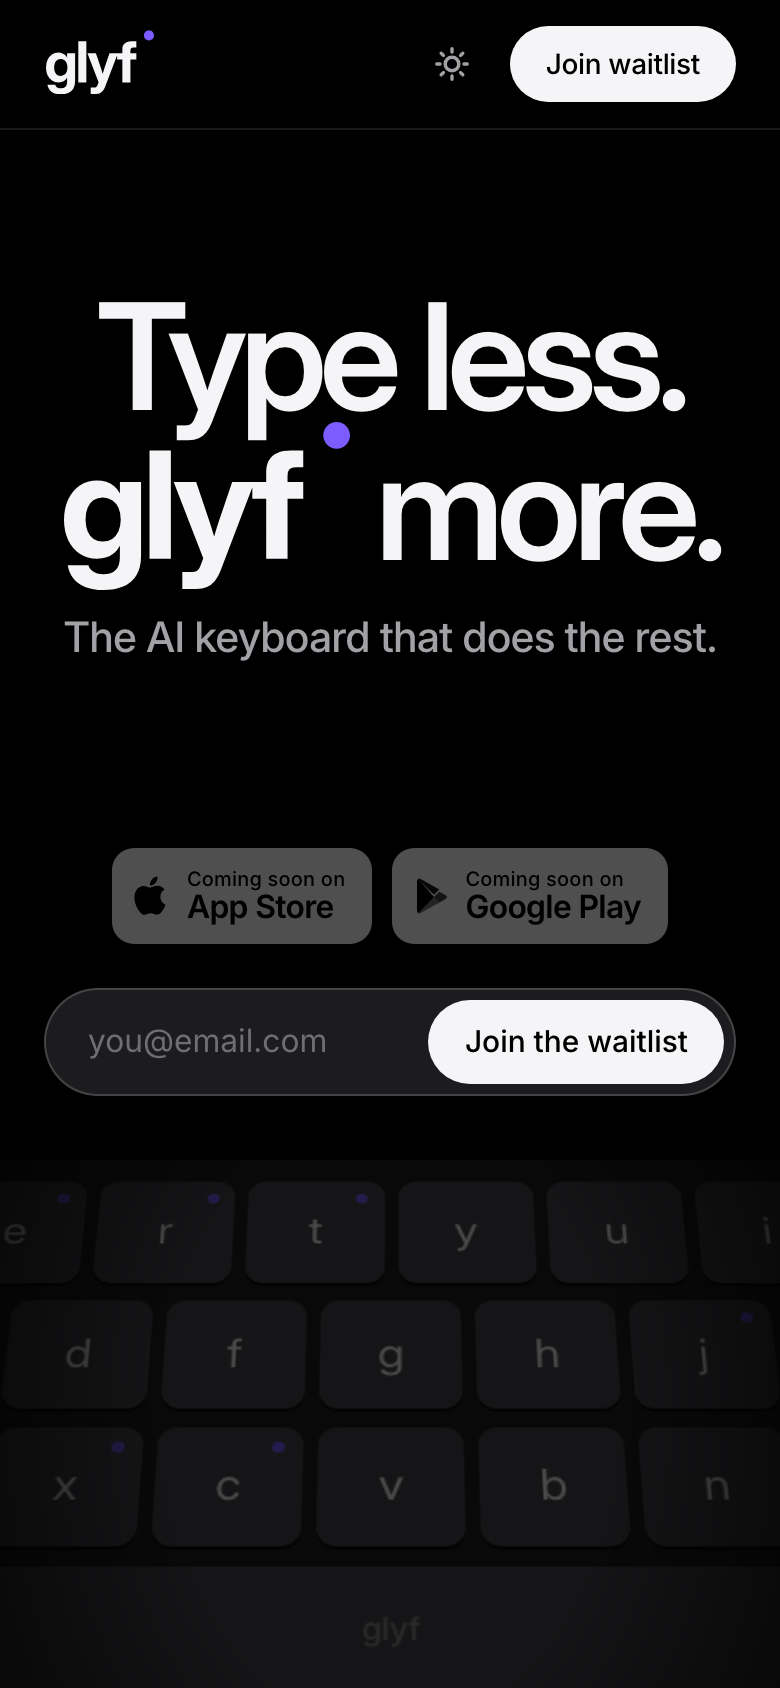 glyf
Join waitlist
Type less.
glyf more.
The AI keyboard that does the rest.
Coming soon on
App Store
Coming soon on
Google Play
you@email.com
Join the waitlist
e r t y u i
d f g h j
x c v b n
glyf